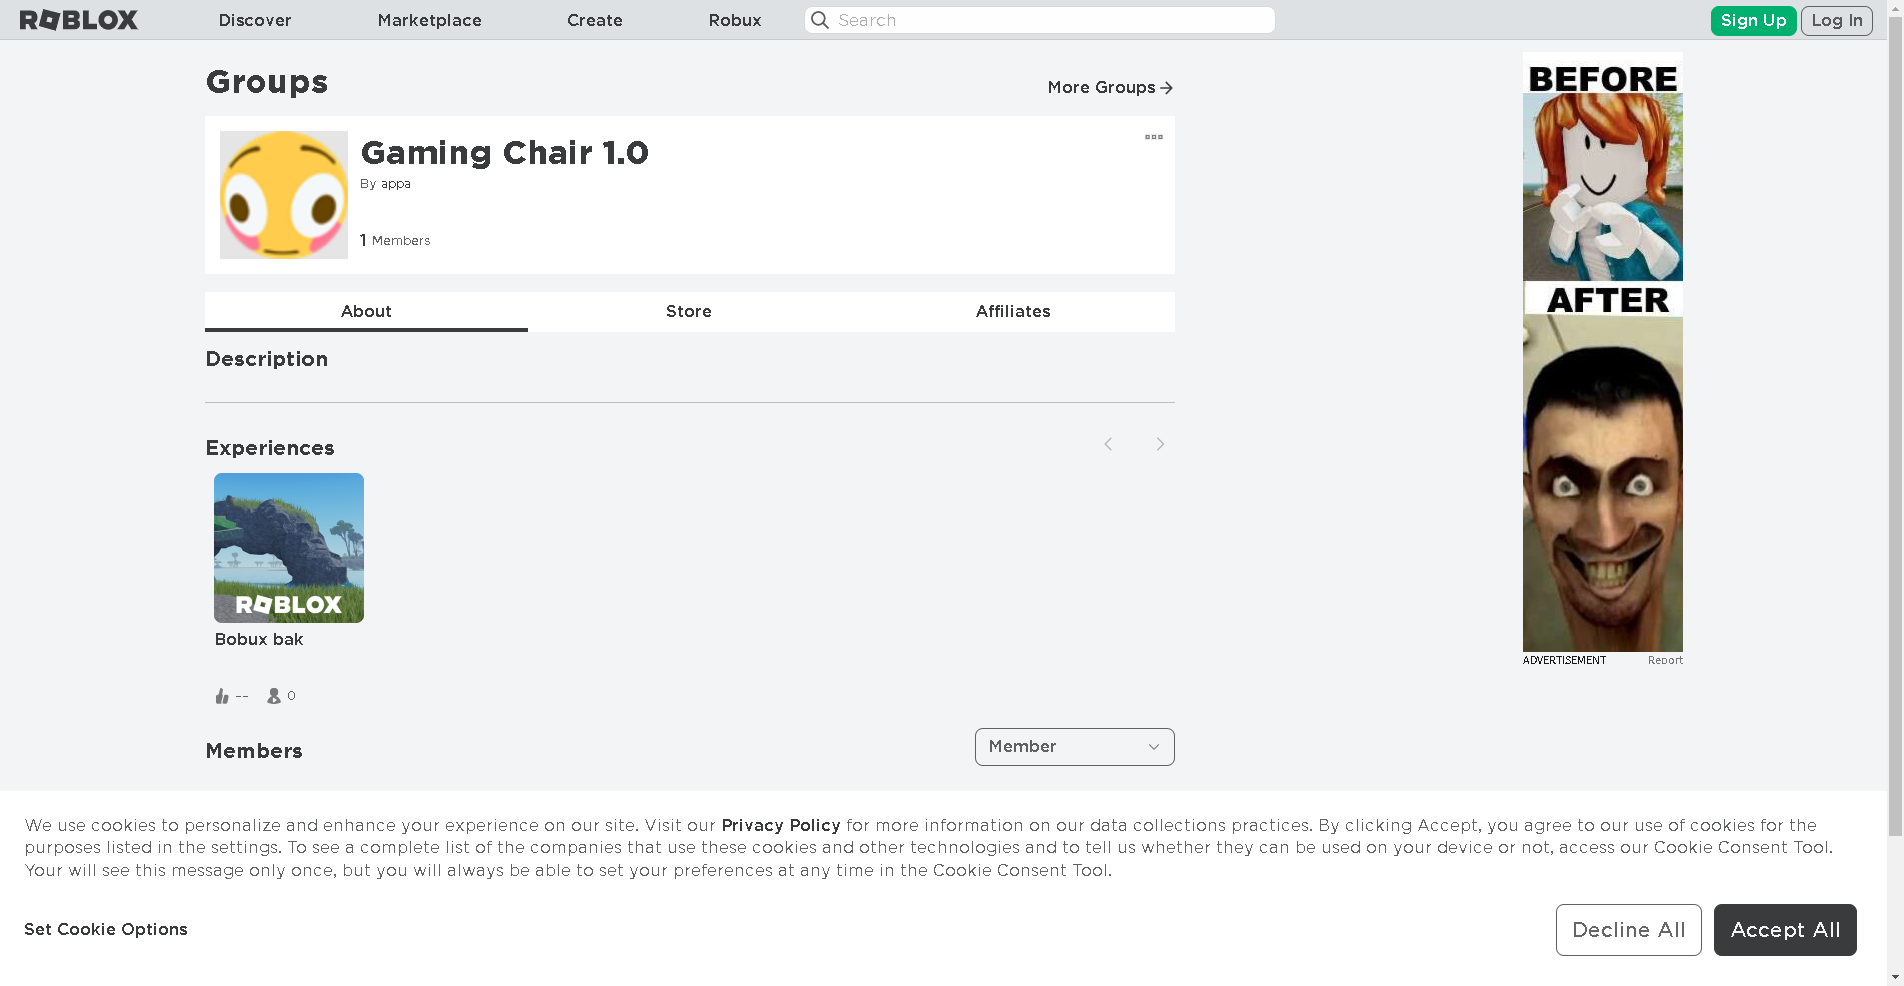 ROBLOX
Discover
Marketplace
Create
Robux
Search
Sign Up
Log In
Groups
More Groups
Gaming Chair 1.0
By appa
1 Members
About
Store
Affiliates
Description
Experiences
ROBLOX
Bobux bak
--
0
Members
Member
BEFORE
AFTER
ADVERTISEMENT
Report
We use cookies to personalize and enhance your experience on our site. Visit our Privacy Policy for more information on our data collections practices. By clicking Accept, you agree to our use of cookies for the
purposes listed in the settings. To see a complete list of the companies that use these cookies and other technologies and to tell us whether they can be used on your device or not, access our Cookie Consent Tool.
Your will see this message only once, but you will always be able to set your preferences at any time in the Cookie Consent Tool.
Set Cookie Options
Decline All
Accept All